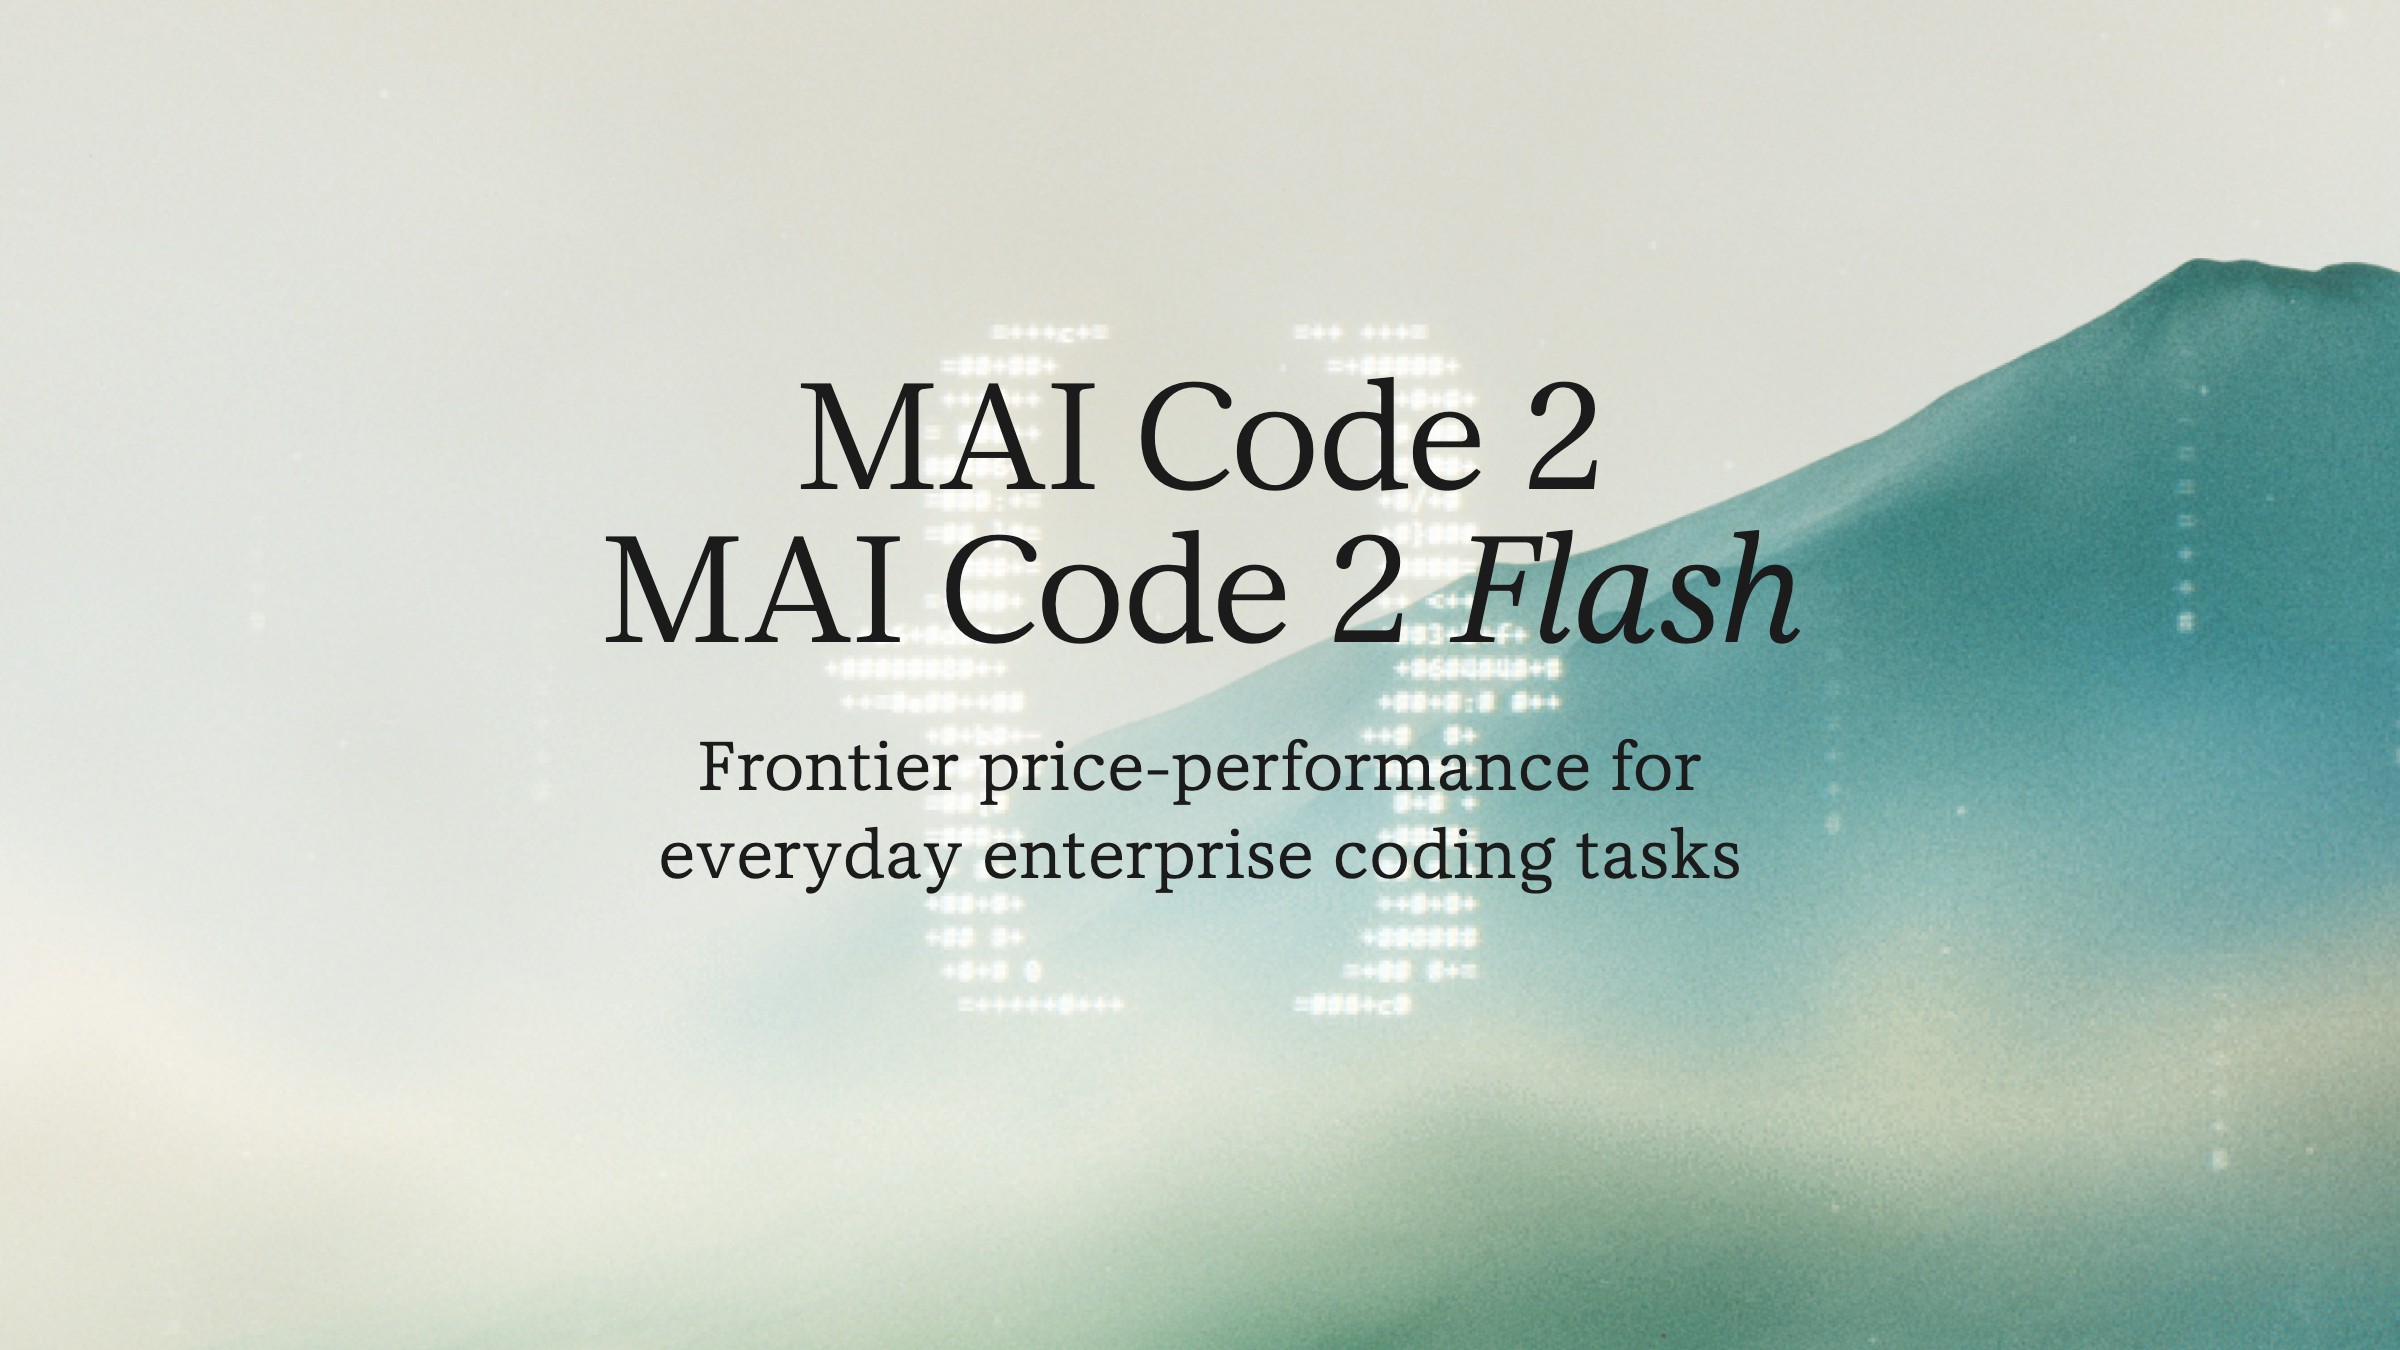 MAI Code 2
MAI Code 2 Flash
Frontier price-performance for
everyday enterprise coding tasks